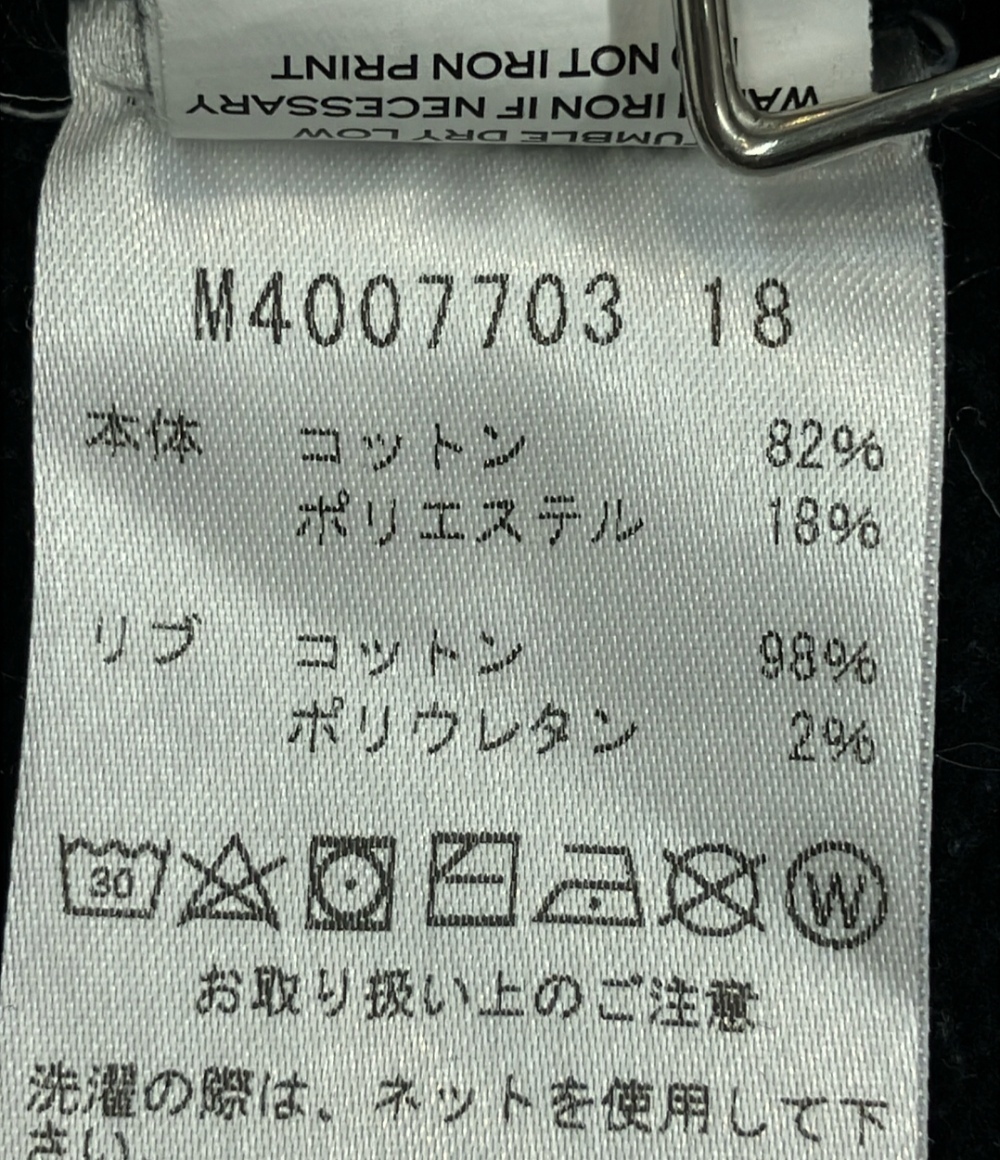 TUMBLE DRY LOW
IRON IF NECESSARY
NOT IRON PRINT
M4007703 18
本体 コットン 82%
ポリエステル 18%
リブ コットン 98%
ポリウレタン 2%
30 W
お取り扱い上のご注意
洗濯の際は、ネットを使用して下
さい